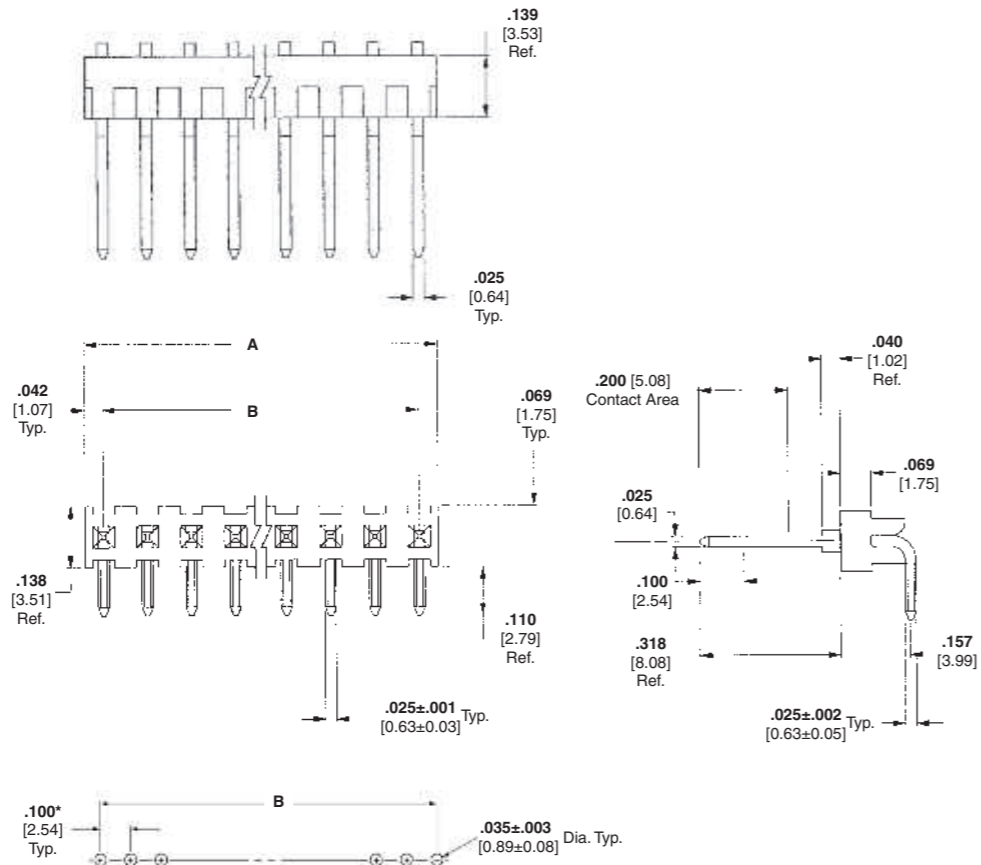 .139
[3.53]
Ref.
.025
[0.64]
Typ.
A
.042
[1.07]
Typ.
B
.069
[1.75]
Typ.
.138
[3.51]
Ref.
.110
[2.79]
Ref.
.025±.001
[0.63±0.03] Typ.
.040
[1.02]
Ref.
.200 [5.08]
Contact Area
.069
[1.75]
.025
[0.64]
.100
[2.54]
.318
[8.08]
Ref.
.157
[3.99]
.025±.002
[0.63±0.05] Typ.
.100*
[2.54]
Typ.
B
.035±.003
[0.89±0.08] Dia. Typ.